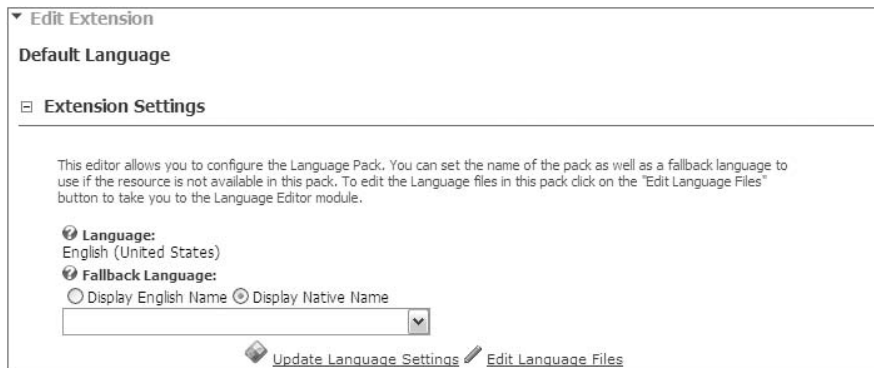 Edit Extension
Default Language
Extension Settings
This editor allows you to configure the Language Pack. You can set the name of the pack as well as a fallback language to
use if the resource is not available in this pack. To edit the Language files in this pack click on the "Edit Language Files"
button to take you to the Language Editor module.
Language:
English (United States)
Fallback Language:
Display English Name Display Native Name
Update Language Settings Edit Language Files